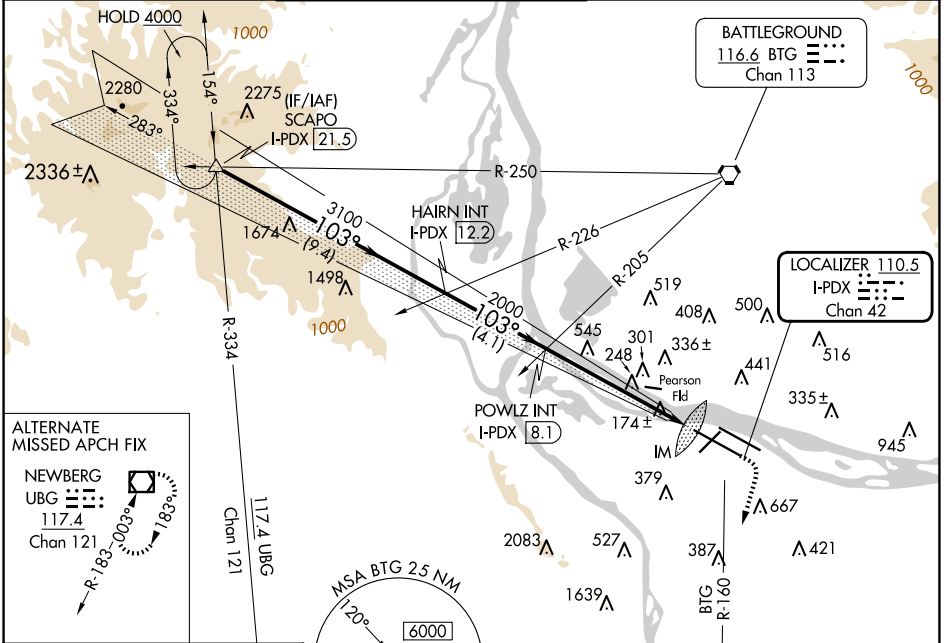 HOLD 4000
1000
334°
154°
2280
2275
283°
2336 ±
(IF/IAF)
SCAPO
I-PDX 21.5
BATTLEGROUND
116.6 BTG
Chan 113
1000
R-250
R-226
R-205
3100
103°
(9.4)
1674
HAIRN INT
I-PDX 12.2
1498
1000
2000
103°
(4.1)
LOCALIZER 110.5
I-PDX
Chan 42
519
408
500
516
545
301
248
336 ±
441
335 ±
Pearson
Fld
174 ±
945
POWLZ INT
I-PDX 8.1
IM
R-334
117.4 UBG
Chan 121
379
667
2083
527
387
421
1639
BTG
R-160
ALTERNATE
MISSED APCH FIX
NEWBERG
UBG
117.4
Chan 121
R-183
003°
183°
MSA BTG 25 NM
120°
6000